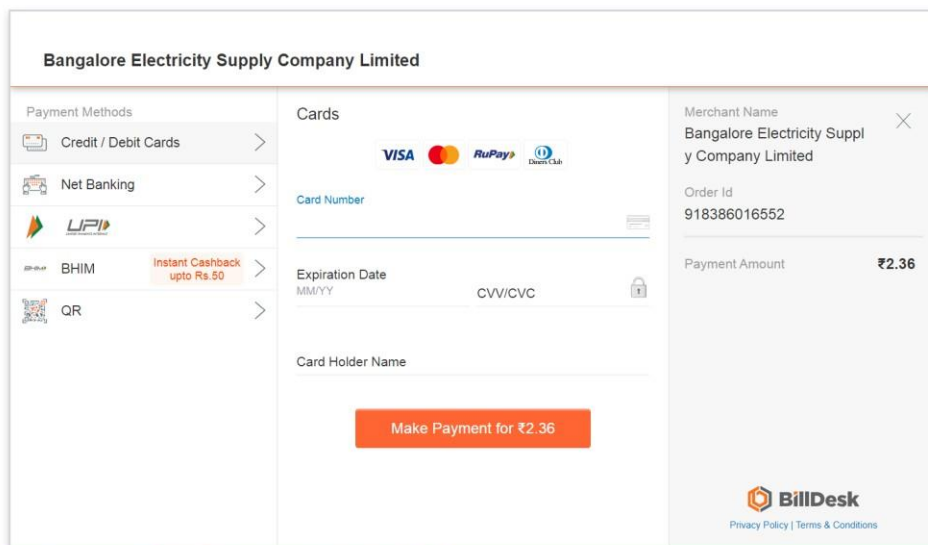 Bangalore Electricity Supply Company Limited
Payment Methods
Credit / Debit Cards
Net Banking
UPI
BHIM
Instant Cashback
upto Rs.50
QR
Cards
VISA
RuPay
Diners Club
Card Number
Expiration Date
MM/YY
CVV/CVC
Card Holder Name
Make Payment for ₹2.36
Merchant Name
Bangalore Electricity Suppl
y Company Limited
Order Id
918386016552
Payment Amount ₹2.36
BillDesk
Privacy Policy | Terms & Conditions